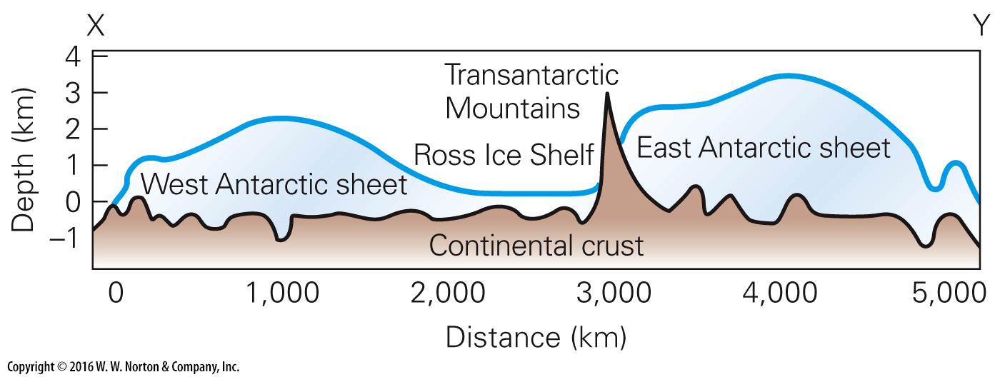 X
Y
Depth (km)
4
3
2
1
0
–1
Transantarctic
Mountains
Ross Ice Shelf
East Antarctic sheet
West Antarctic sheet
Continental crust
0 1,000 2,000 3,000 4,000 5,000
Distance (km)
Copyright © 2016 W. W. Norton & Company, Inc.